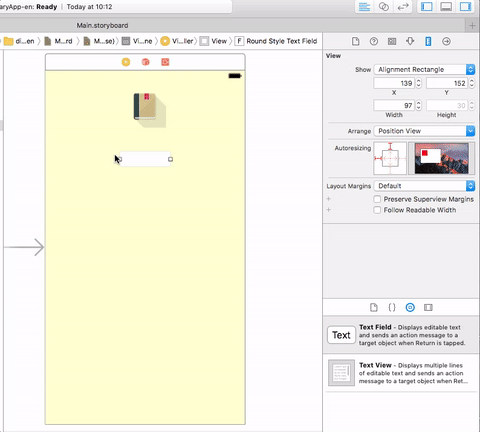 aryApp-en: Ready | Today at 10:12
Main.storyboard
di...en M...rd M...se) Vi...ne Vi...ller View F Round Style Text Field
View
Show Alignment Rectangle
139 152
X Y
97 30
Width Height
Arrange Position View
Autoresizing
Layout Margins Default
Preserve Superview Margins
Follow Readable Width
Text Text Field - Displays editable text
and sends an action message to a
target object when Return is tapped.
Text View - Displays multiple lines
of editable text and sends an action
message to a target object when Ret...